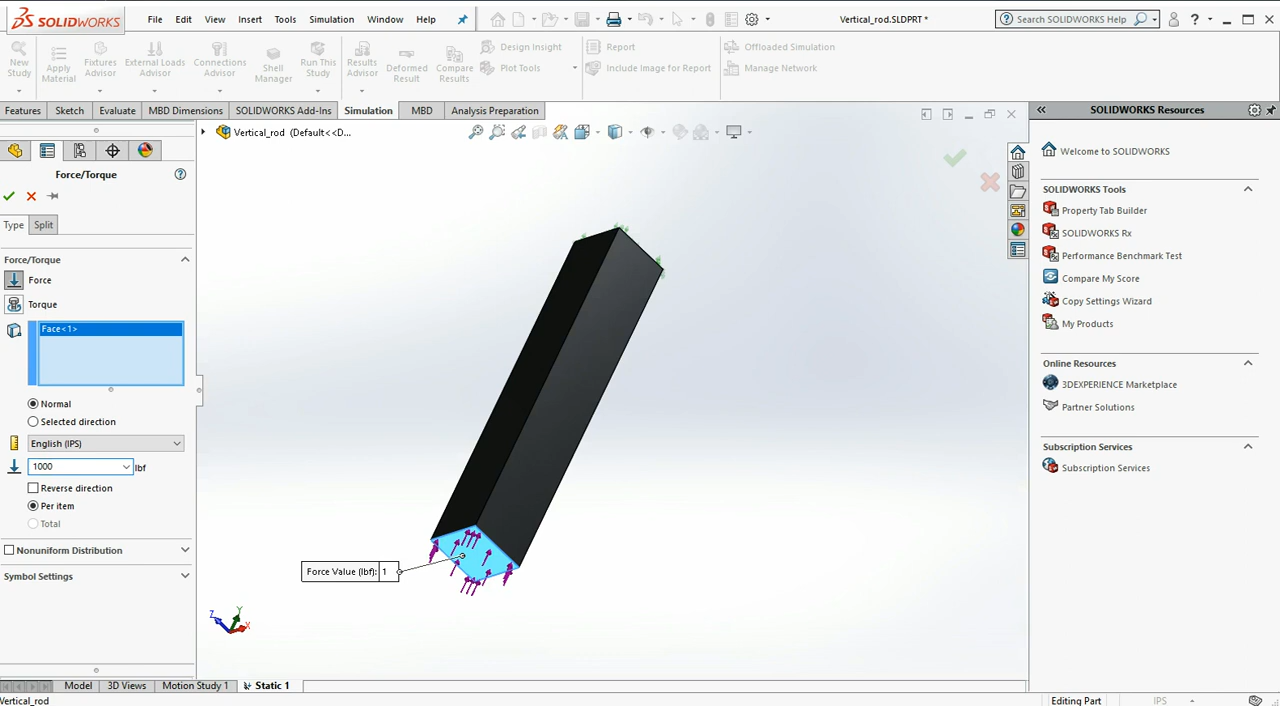 SOLIDWORKS File Edit View Insert Tools Simulation Window Help Vertical_rod.SLDPRT * Search SOLIDWORKS Help ?
New Study
Apply Material
Fixtures Advisor
External Loads Advisor
Connections Advisor
Shell Manager
Run This Study
Results Advisor
Deformed Result
Compare Results
Design Insight
Plot Tools
Report
Include Image for Report
Offloaded Simulation
Manage Network
Features Sketch Evaluate MBD Dimensions SOLIDWORKS Add-Ins Simulation MBD Analysis Preparation
Vertical_rod (Default<<D...
Force/Torque
Type Split
Force/Torque
Force
Torque
Face<1>
Normal
Selected direction
English (IPS)
1000 lbf
Reverse direction
Per item
Total
Nonuniform Distribution
Symbol Settings
Force Value (lbf): 1
Z Y X
SOLIDWORKS Resources
Welcome to SOLIDWORKS
SOLIDWORKS Tools
Property Tab Builder
SOLIDWORKS Rx
Performance Benchmark Test
Compare My Score
Copy Settings Wizard
My Products
Online Resources
3DEXPERIENCE Marketplace
Partner Solutions
Subscription Services
Subscription Services
Model 3D Views Motion Study 1 Static 1
Vertical_rod Editing Part IPS